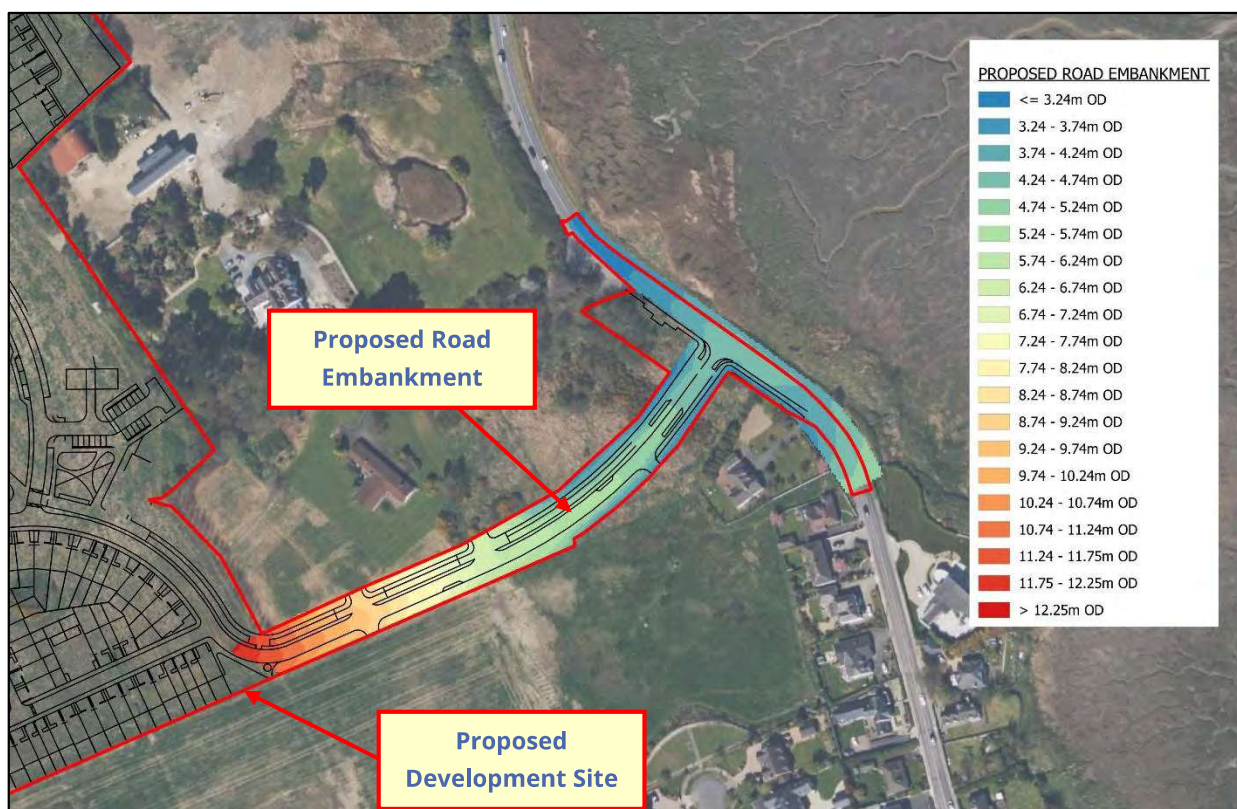 PROPOSED ROAD EMBANKMENT
<= 3.24m OD
3.24 - 3.74m OD
3.74 - 4.24m OD
4.24 - 4.74m OD
4.74 - 5.24m OD
5.24 - 5.74m OD
5.74 - 6.24m OD
6.24 - 6.74m OD
6.74 - 7.24m OD
7.24 - 7.74m OD
7.74 - 8.24m OD
8.24 - 8.74m OD
8.74 - 9.24m OD
9.24 - 9.74m OD
9.74 - 10.24m OD
10.24 - 10.74m OD
10.74 - 11.24m OD
11.24 - 11.75m OD
11.75 - 12.25m OD
> 12.25m OD
Proposed Road
Embankment
Proposed
Development Site